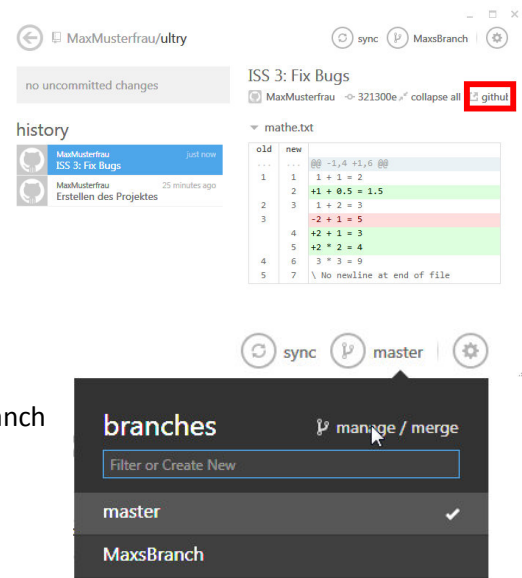 MaxMusterfrau/ultry
sync MaxsBranch
no uncommitted changes
ISS 3: Fix Bugs
MaxMusterfrau 321300e collapse all githu
history
MaxMusterfrau just now
ISS 3: Fix Bugs
MaxMusterfrau 25 minutes ago
Erstellen des Projektes
mathe.txt
old new
... ... @@ -1,4 +1,6 @@
1 1 1 + 1 = 2
2 +1 + 0.5 = 1.5
2 3 1 + 2 = 3
3 -2 + 1 = 5
4 +2 + 1 = 3
5 +2 * 2 = 4
4 6 3 * 3 = 9
5 7 \ No newline at end of file
sync master
anch
branches manage / merge
Filter or Create New
master
MaxsBranch